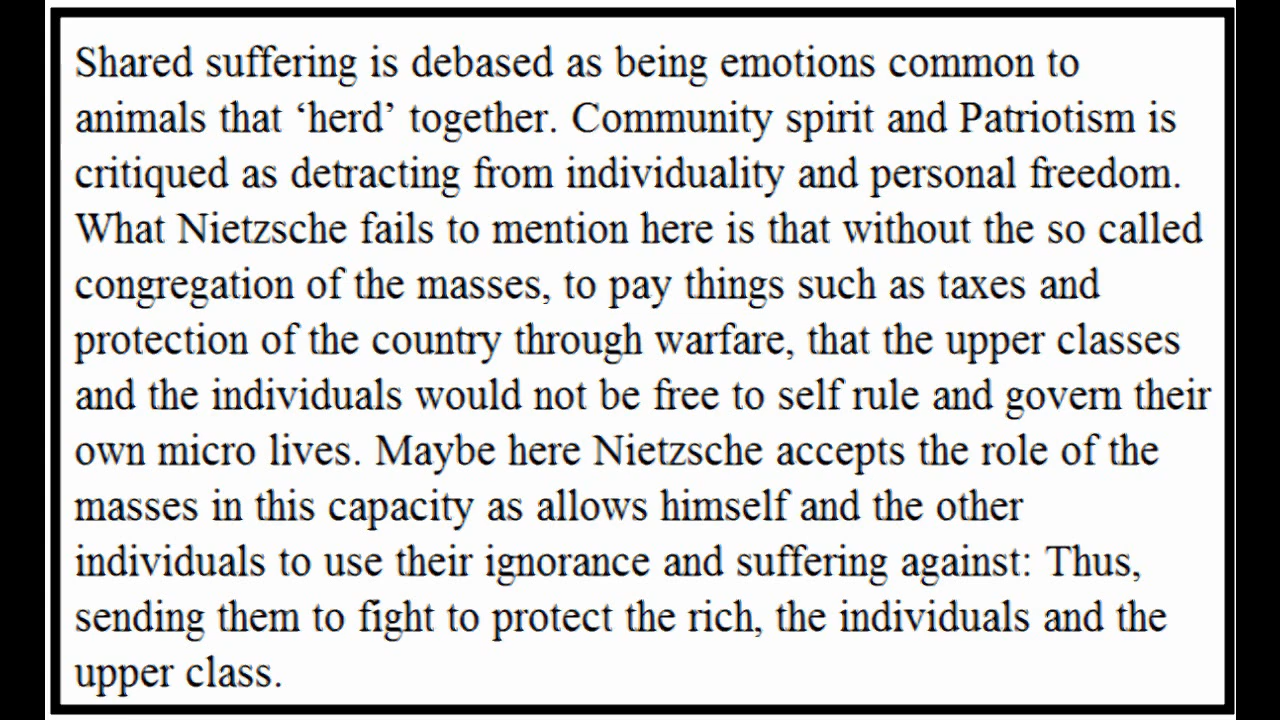 Shared suffering is debased as being emotions common to
animals that ‘herd’ together. Community spirit and Patriotism is
critiqued as detracting from individuality and personal freedom.
What Nietzsche fails to mention here is that without the so called
congregation of the masses, to pay things such as taxes and
protection of the country through warfare, that the upper classes
and the individuals would not be free to self rule and govern their
own micro lives. Maybe here Nietzsche accepts the role of the
masses in this capacity as allows himself and the other
individuals to use their ignorance and suffering against: Thus,
sending them to fight to protect the rich, the individuals and the
upper class.